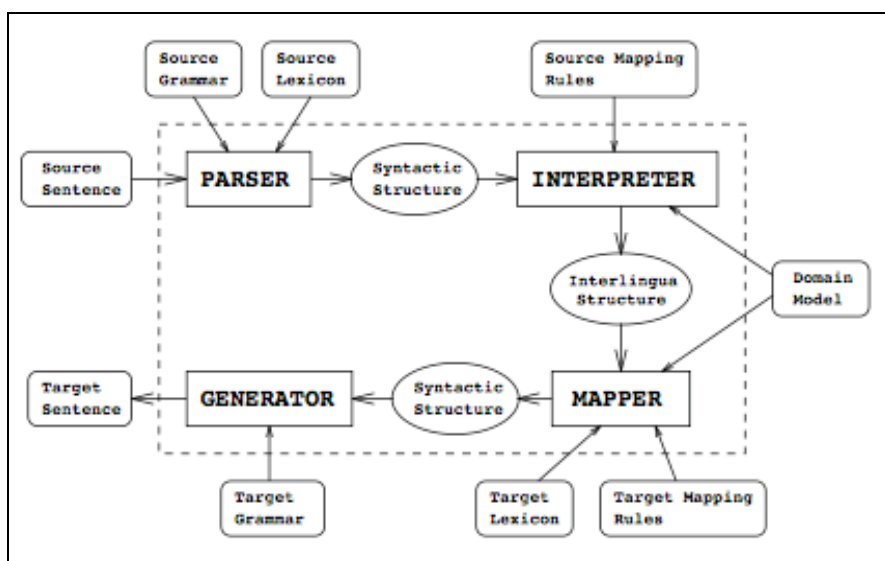 Source
Grammar
Source
Lexicon
Source Mapping
Rules
Source
Sentence
PARSER
Syntactic
Structure
INTERPRETER
Interlingua
Structure
Domain
Model
Target
Sentence
GENERATOR
Syntactic
Structure
MAPPER
Target
Grammar
Target
Lexicon
Target Mapping
Rules